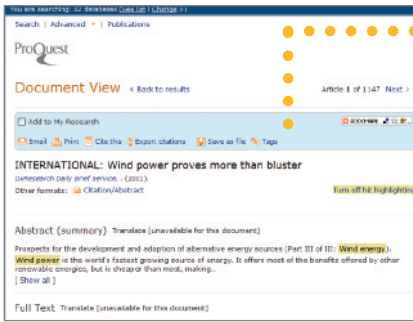 You are searching: 32 databases [See list | Change >]
Search | Advanced | Publications
ProQuest
Document View < Back to results Article 1 of 1147 Next >
Add to My Research BOOKMARK
Email Print Cite this Export citations Save as file Tags
INTERNATIONAL: Wind power proves more than bluster
OxResearch Daily Brief Service, , (2001).
Other formats: Citation/Abstract Turn off hit highlighting
Abstract (summary) Translate [unavailable for this document]
Prospects for the development and adoption of alternative energy sources (Part III of III: Wind energy).
Wind power is the world's fastest growing source of energy. It offers most of the benefits offered by other
renewable energies, but is cheaper than most, making...
[ Show all ]
Full Text Translate [unavailable for this document]